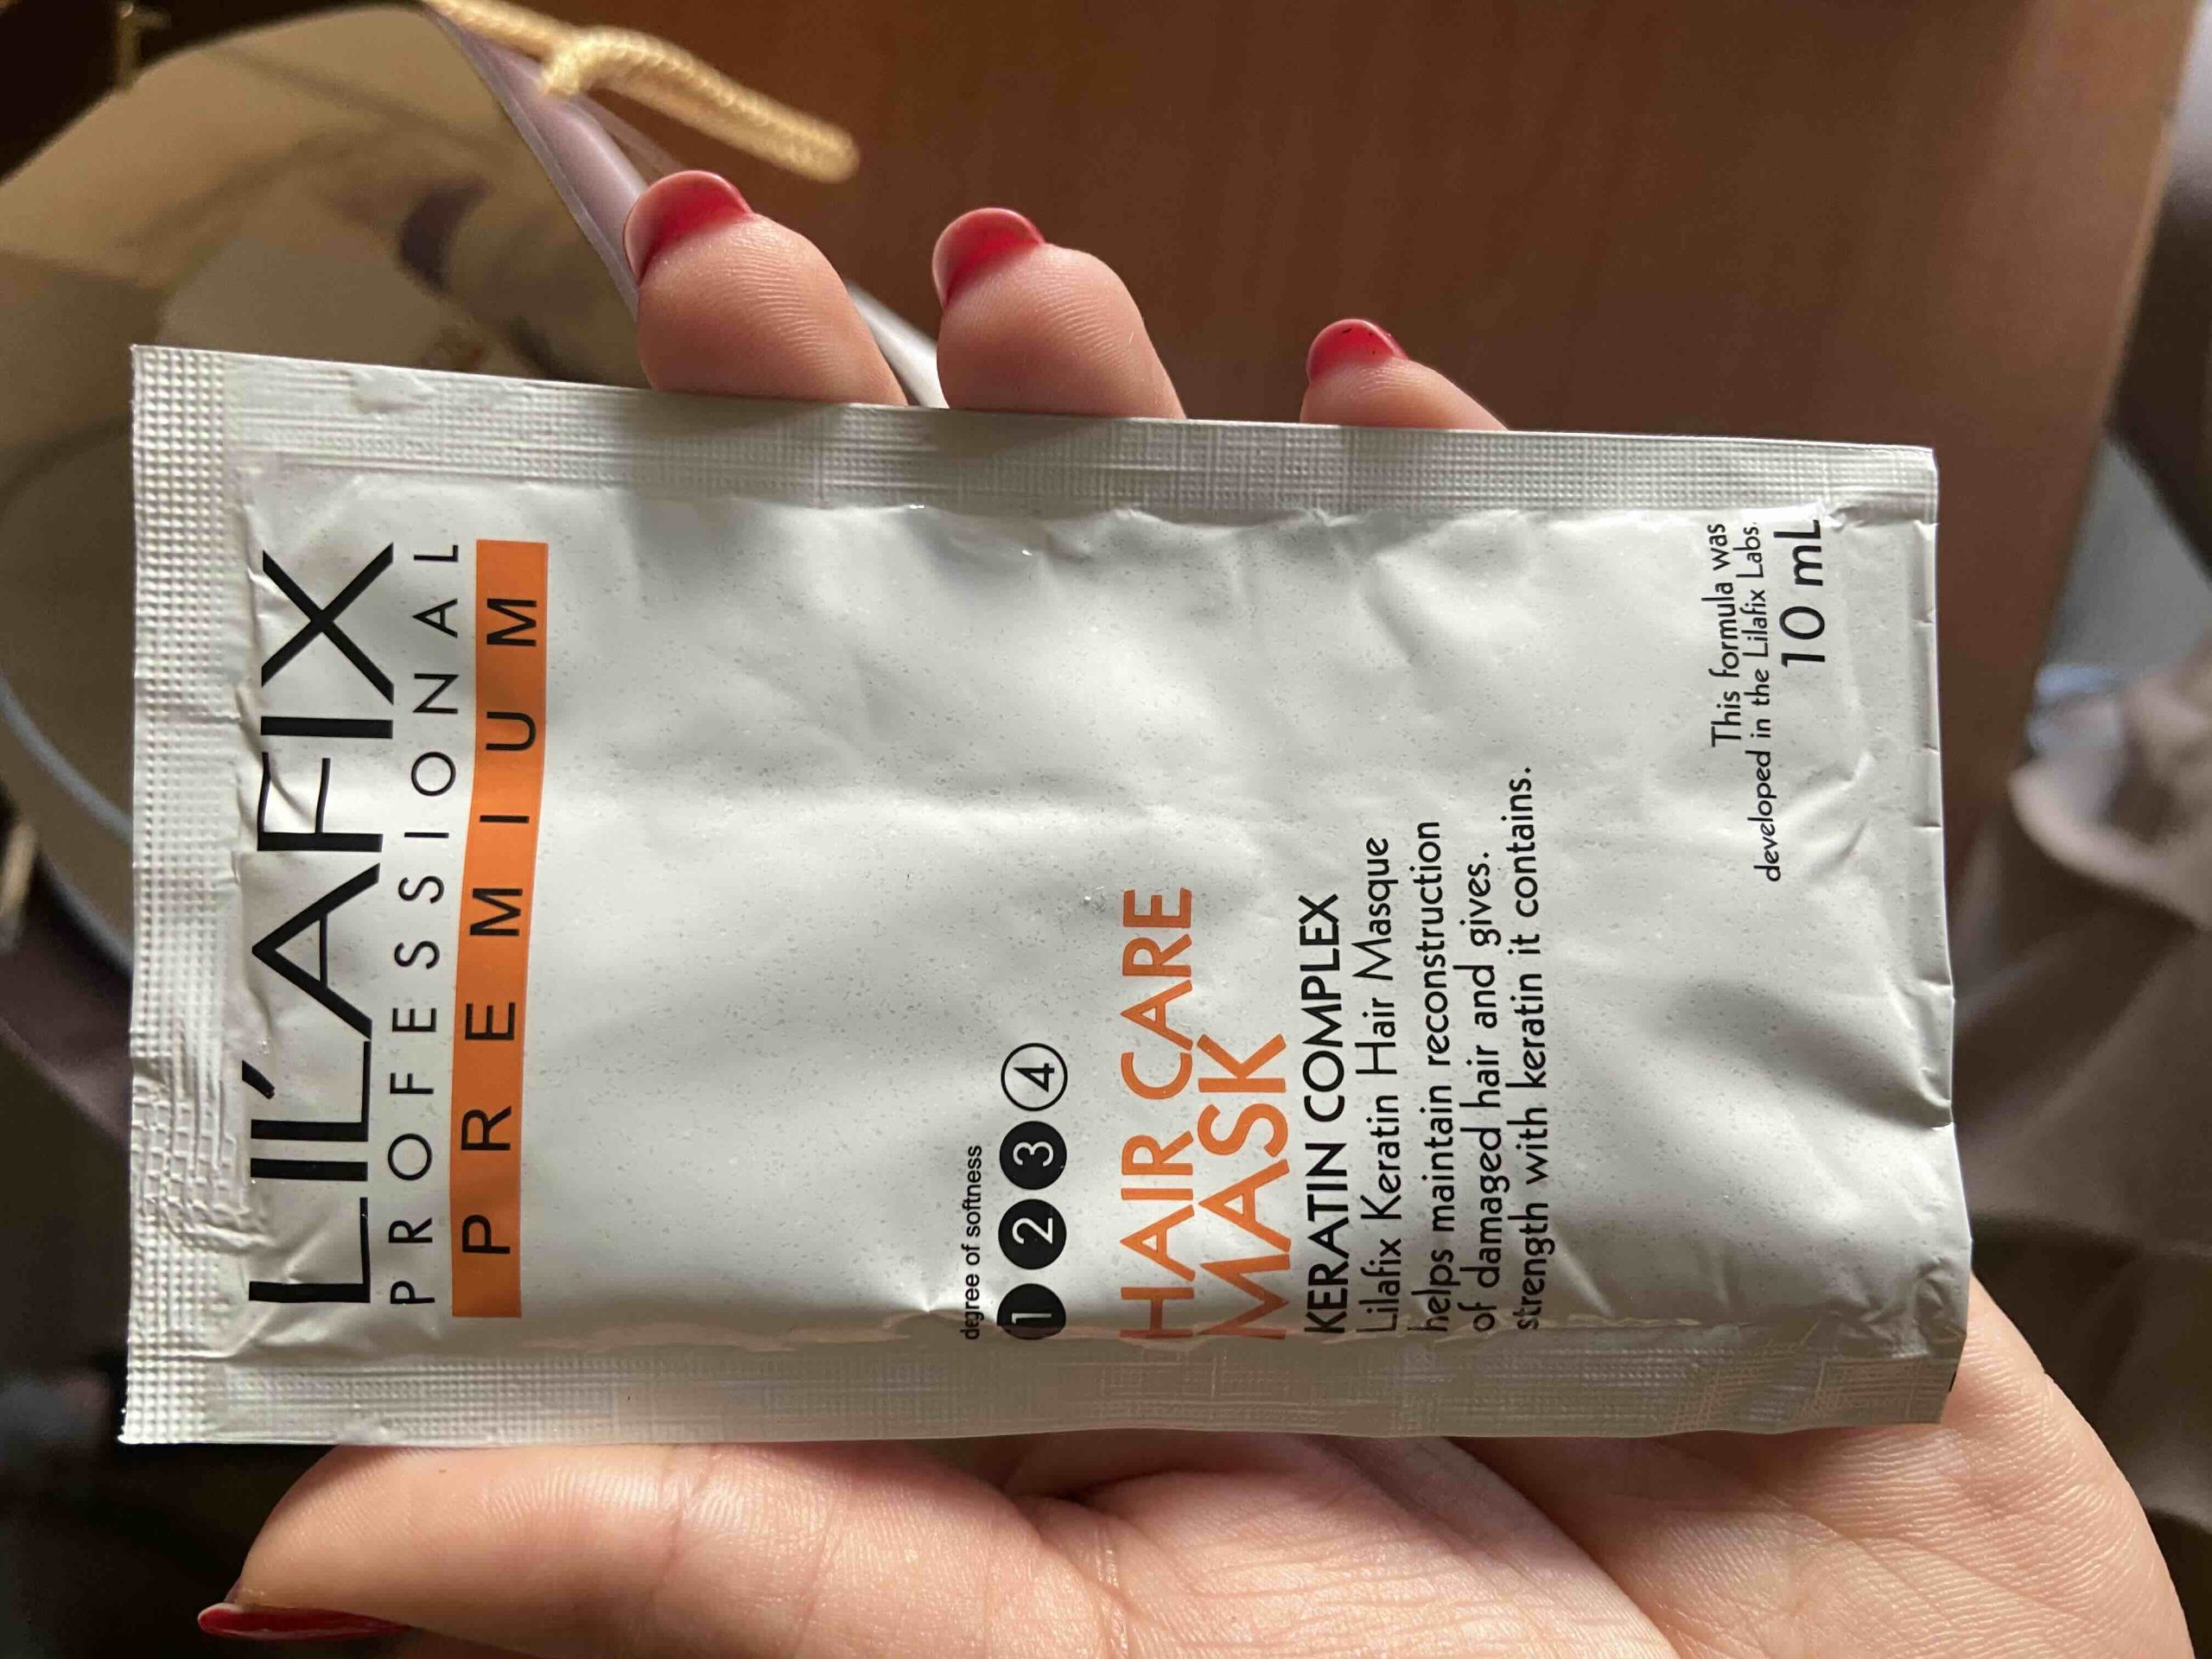 LIĹAFIX
PROFESSIONAL
PREMIUM
degree of softness
1 2 3 4
HAIR CARE
MASK
KERATIN COMPLEX
Lilafix Keratin Hair Masque
helps maintain reconstruction
of damaged hair and gives.
strength with keratin it contains.
This formula was
developed in the Lilafix Labs.
10 mL